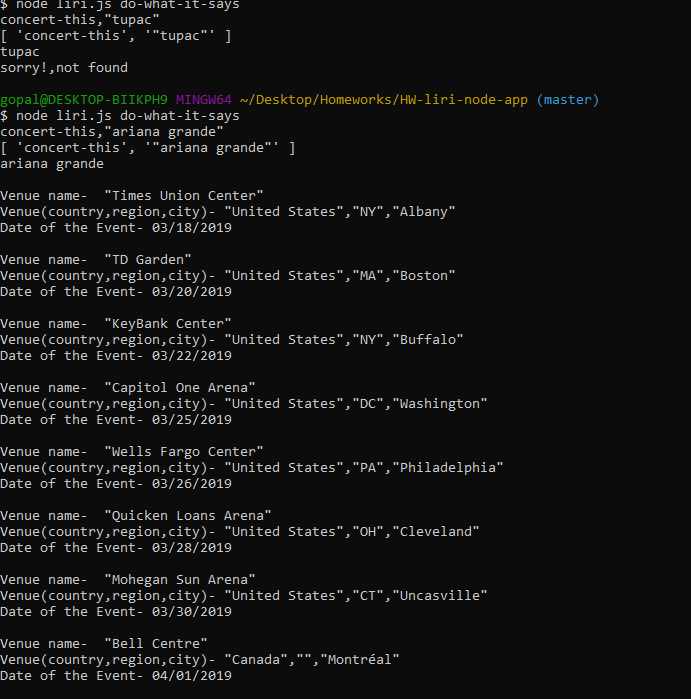 $ node liri.js do-what-it-says
concert-this,"tupac"
[ 'concert-this', '"tupac"' ]
tupac
sorry!,not found
gopal@DESKTOP-BIIKPH9 MINGW64 ~/Desktop/Homeworks/HW-liri-node-app (master)
$ node liri.js do-what-it-says
concert-this,"ariana grande"
[ 'concert-this', '"ariana grande"' ]
ariana grande
Venue name-  "Times Union Center"
Venue(country,region,city)- "United States","NY","Albany"
Date of the Event- 03/18/2019
Venue name-  "TD Garden"
Venue(country,region,city)- "United States","MA","Boston"
Date of the Event- 03/20/2019
Venue name-  "KeyBank Center"
Venue(country,region,city)- "United States","NY","Buffalo"
Date of the Event- 03/22/2019
Venue name-  "Capitol One Arena"
Venue(country,region,city)- "United States","DC","Washington"
Date of the Event- 03/25/2019
Venue name-  "Wells Fargo Center"
Venue(country,region,city)- "United States","PA","Philadelphia"
Date of the Event- 03/26/2019
Venue name-  "Quicken Loans Arena"
Venue(country,region,city)- "United States","OH","Cleveland"
Date of the Event- 03/28/2019
Venue name-  "Mohegan Sun Arena"
Venue(country,region,city)- "United States","CT","Uncasville"
Date of the Event- 03/30/2019
Venue name-  "Bell Centre"
Venue(country,region,city)- "Canada","","Montréal"
Date of the Event- 04/01/2019